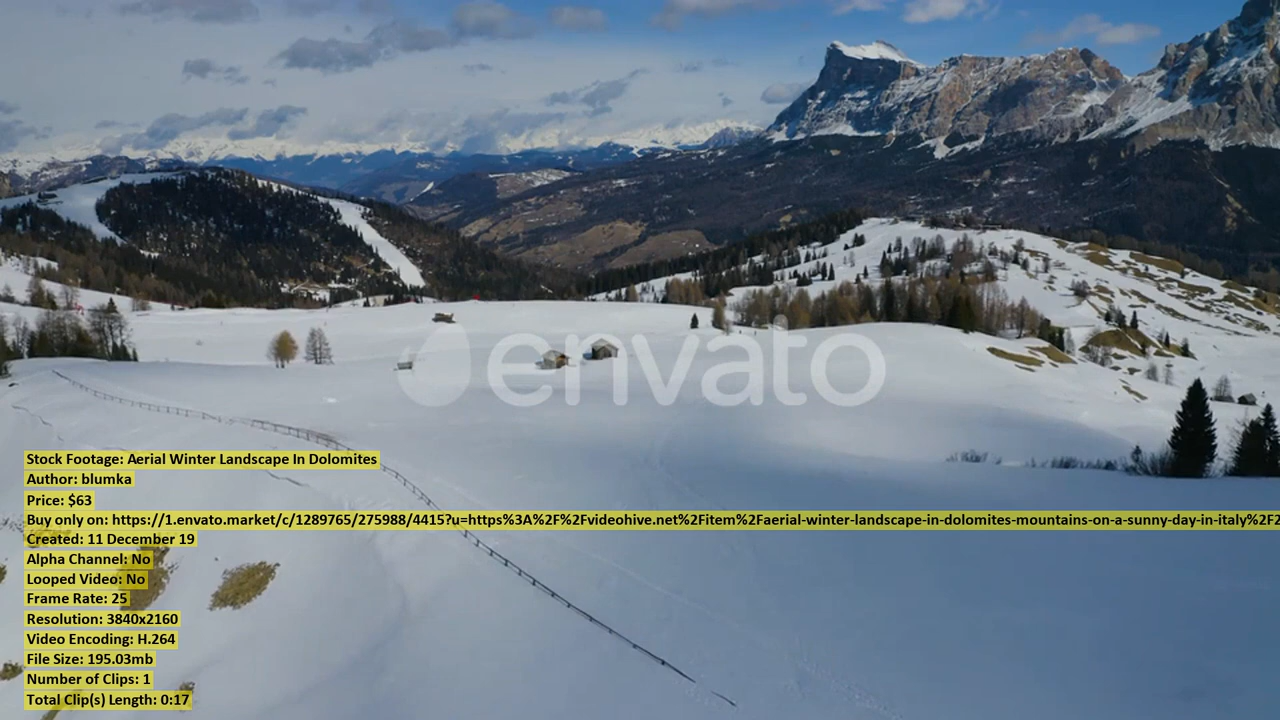 envato
Stock Footage: Aerial Winter Landscape In Dolomites
Author: blumka
Price: $63
Buy only on: https://1.envato.market/c/1289765/275988/4415?u=https%3A%2F%2Fvideohive.net%2Fitem%2Faerial-winter-landscape-in-dolomites-mountains-on-a-sunny-day-in-italy%2F2
Created: 11 December 19
Alpha Channel: No
Looped Video: No
Frame Rate: 25
Resolution: 3840x2160
Video Encoding: H.264
File Size: 195.03mb
Number of Clips: 1
Total Clip(s) Length: 0:17